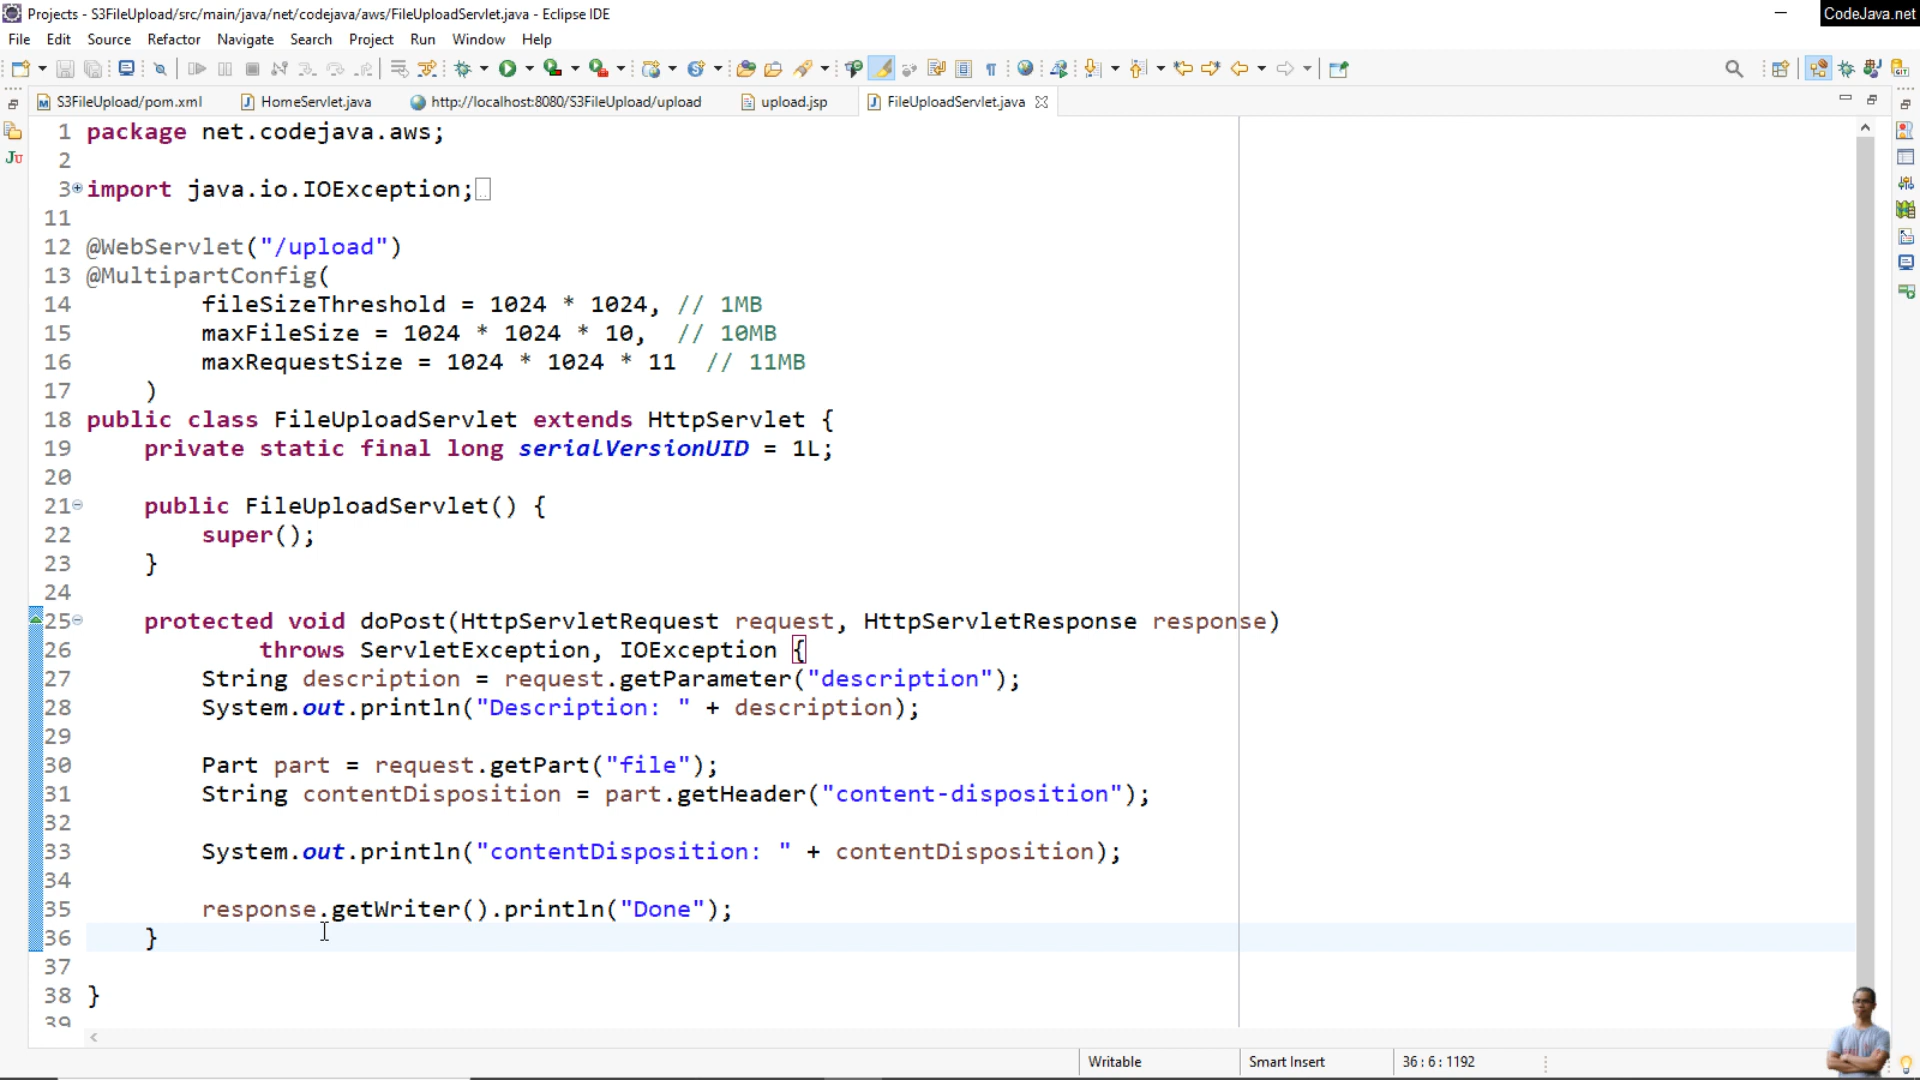 Projects - S3FileUpload/src/main/java/net/codejava/aws/FileUploadServlet.java - Eclipse IDE
CodeJava.net
File Edit Source Refactor Navigate Search Project Run Window Help
S3FileUpload/pom.xml HomeServlet.java http://localhost:8080/S3FileUpload/upload upload.jsp FileUploadServlet.java
1 package net.codejava.aws;
2
3 import java.io.IOException;
11
12 @WebServlet("/upload")
13 @MultipartConfig(
14 fileSizeThreshold = 1024 * 1024, // 1MB
15 maxFileSize = 1024 * 1024 * 10, // 10MB
16 maxRequestSize = 1024 * 1024 * 11 // 11MB
17 )
18 public class FileUploadServlet extends HttpServlet {
19 private static final long serialVersionUID = 1L;
20
21 public FileUploadServlet() {
22 super();
23 }
24
25 protected void doPost(HttpServletRequest request, HttpServletResponse response)
26 throws ServletException, IOException {
27 String description = request.getParameter("description");
28 System.out.println("Description: " + description);
29
30 Part part = request.getPart("file");
31 String contentDisposition = part.getHeader("content-disposition");
32
33 System.out.println("contentDisposition: " + contentDisposition);
34
35 response.getWriter().println("Done");
36 }
37
38 }
39
Writable Smart Insert 36 : 6 : 1192